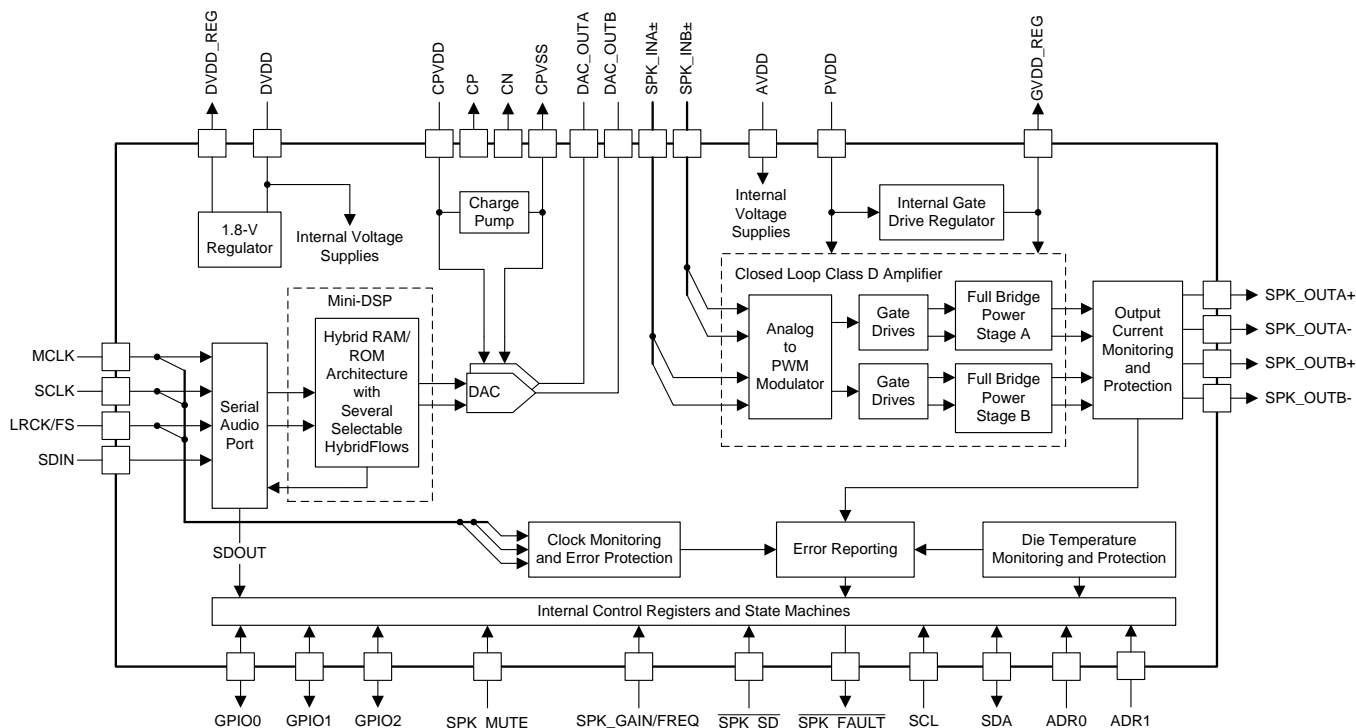 DVDD_REG
DVDD
CPVDD
CP
CN
CPVSS
DAC_OUTA
DAC_OUTB
SPK_INA±
SPK_INB±
AVDD
PVDD
GVDD_REG
1.8-V
Regulator
Internal Voltage
Supplies
Charge
Pump
Internal
Voltage
Supplies
Internal Gate
Drive Regulator
Closed Loop Class D Amplifier
Mini-DSP
Hybrid RAM/
ROM
Architecture
with
Several
Selectable
HybridFlows
DAC
Analog
to
PWM
Modulator
Gate
Drives
Full Bridge
Power
Stage A
Gate
Drives
Full Bridge
Power
Stage B
Output
Current
Monitoring
and
Protection
SPK_OUTA+
SPK_OUTA-
SPK_OUTB+
SPK_OUTB-
MCLK
SCLK
LRCK/FS
SDIN
Serial
Audio
Port
SDOUT
Clock Monitoring
and Error Protection
Error Reporting
Die Temperature
Monitoring and Protection
Internal Control Registers and State Machines
GPIO0
GPIO1
GPIO2
SPK_MUTE
SPK_GAIN/FREQ
SPK_SD
SPK_FAULT
SCL
SDA
ADR0
ADR1